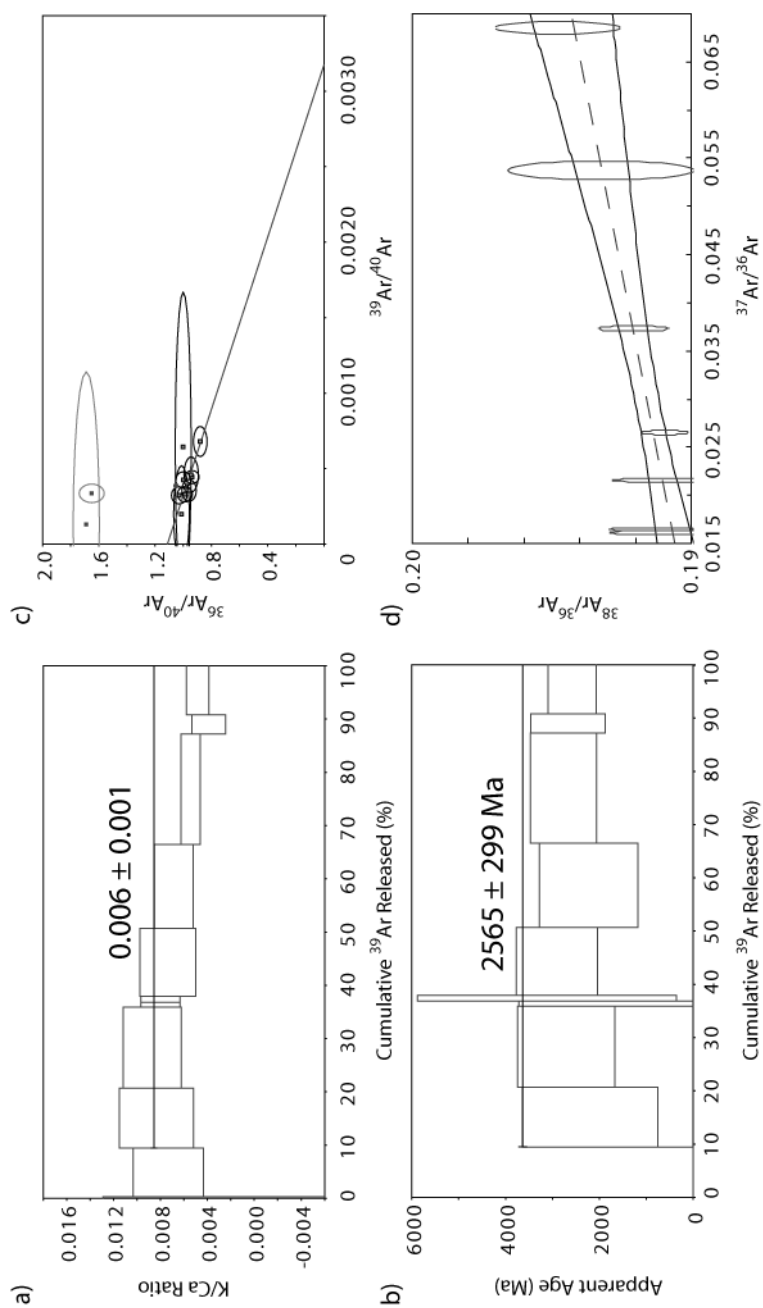 a)
K/Ca Ratio
0.016
0.012
0.008
0.004
0.000
-0.004
0.006 ± 0.001
0 10 20 30 40 50 60 70 80 90 100
Cumulative ³⁹Ar Released (%)
c)
³⁶Ar/⁴⁰Ar
2.0
1.6
1.2
0.8
0.4
0 0.0010 0.0020 0.0030
³⁹Ar/⁴⁰Ar
b)
Apparent Age (Ma)
6000
4000
2000
0
2565 ± 299 Ma
0 10 20 30 40 50 60 70 80 90 100
Cumulative ³⁹Ar Released (%)
d)
³⁸Ar/³⁶Ar
0.20
0.19
0.015 0.025 0.035 0.045 0.055 0.065
³⁷Ar/³⁶Ar